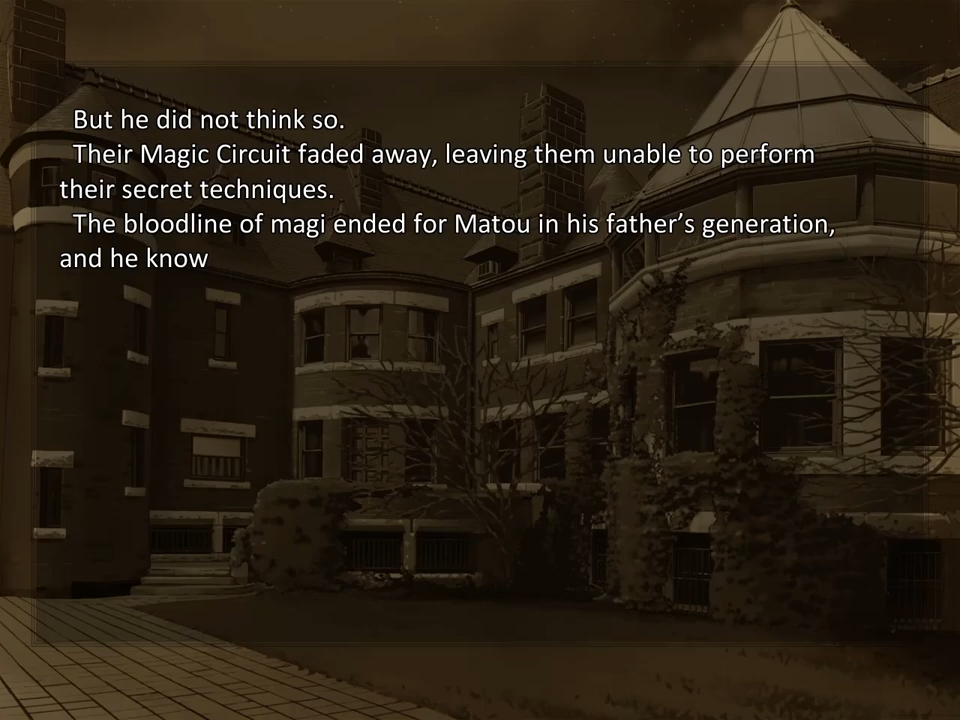 But he did not think so.
Their Magic Circuit faded away, leaving them unable to perform
their secret techniques.
The bloodline of magi ended for Matou in his father’s generation,
and he know